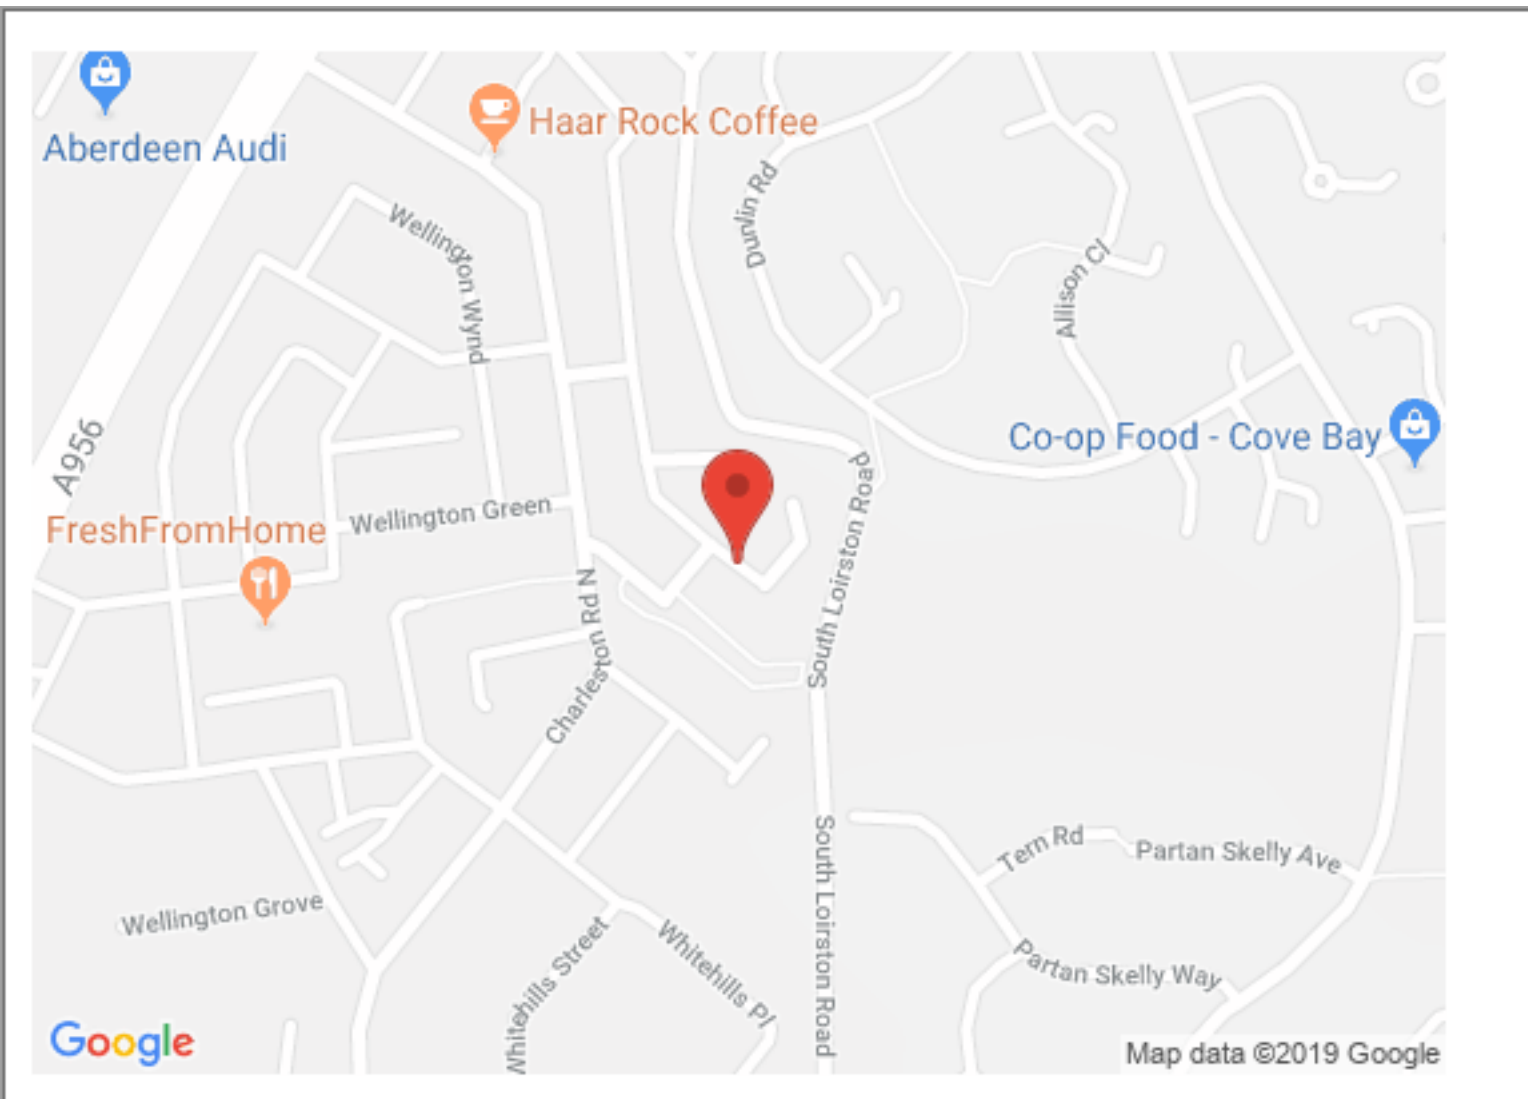 Aberdeen Audi
Haar Rock Coffee
Dunlin Rd
Wellington Wynd
Allison Cl
A956
Co-op Food - Cove Bay
FreshFromHome
Wellington Green
South Loirston Road
Charleston Rd N
South Loirston Road
Tern Rd
Partan Skelly Ave
Wellington Grove
Whitehills Street
Whitehills Pl
Partan Skelly Way
Google
Map data ©2019 Google